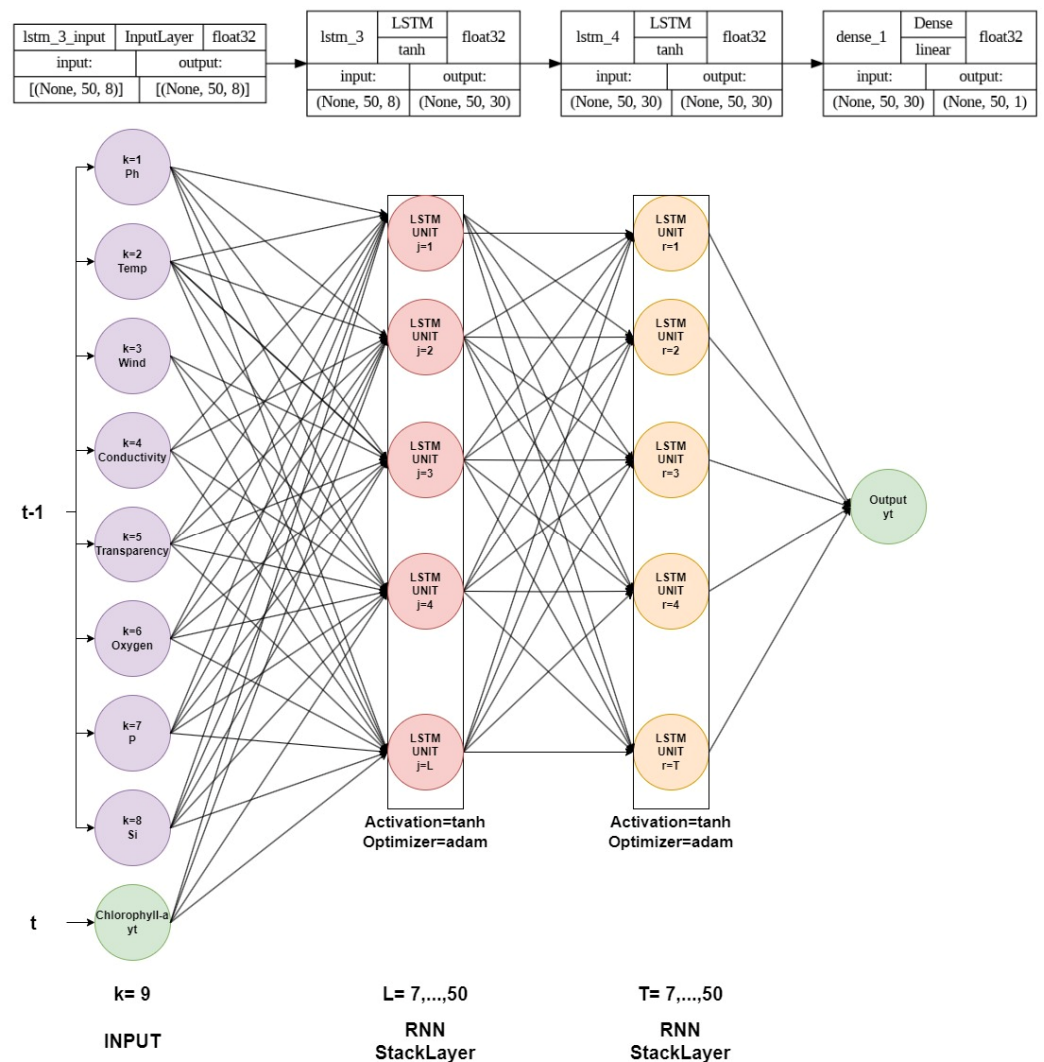 lstm_3_input InputLayer float32
input: output:
[(None, 50, 8)] [(None, 50, 8)]
lstm_3 LSTM tanh float32
input: output:
(None, 50, 8) (None, 50, 30)
lstm_4 LSTM tanh float32
input: output:
(None, 50, 30) (None, 50, 30)
dense_1 Dense linear float32
input: output:
(None, 50, 30) (None, 50, 1)
t-1
k=1
Ph
k=2
Temp
k=3
Wind
k=4
Conductivity
k=5
Transparency
k=6
Oxygen
k=7
P
k=8
Si
t
Chlorophyll-a
yt
LSTM
UNIT
j=1
LSTM
UNIT
j=2
LSTM
UNIT
j=3
LSTM
UNIT
j=4
LSTM
UNIT
j=L
Activation=tanh
Optimizer=adam
LSTM
UNIT
r=1
LSTM
UNIT
r=2
LSTM
UNIT
r=3
LSTM
UNIT
r=4
LSTM
UNIT
r=T
Activation=tanh
Optimizer=adam
Output
yt
k= 9
INPUT
L= 7,...,50
RNN
StackLayer
T= 7,...,50
RNN
StackLayer